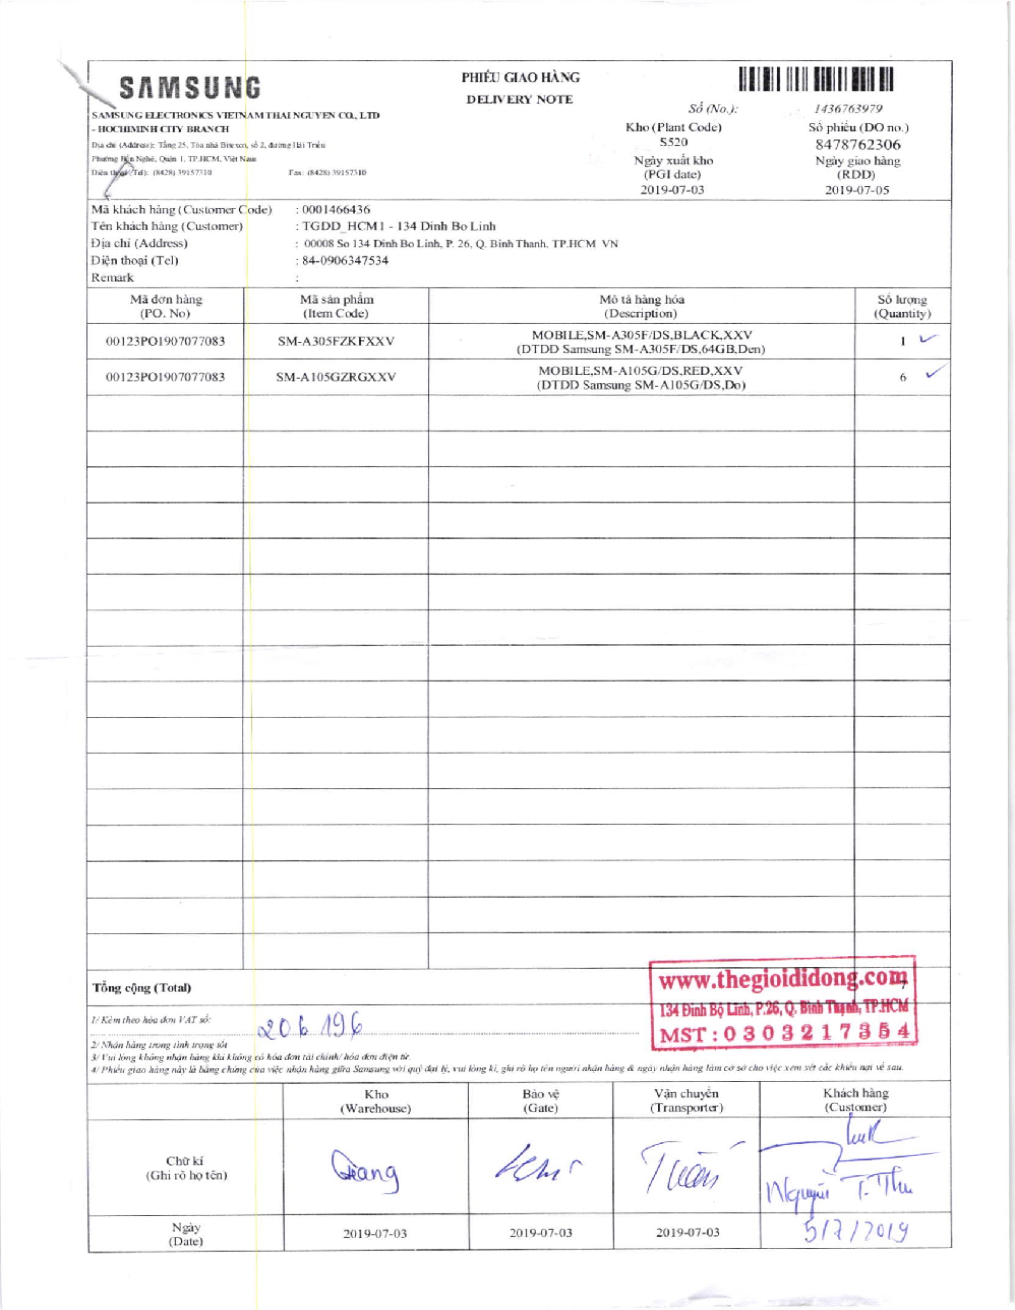 SAMSUNG
SAMSUNG ELECTRONICS VIETNAM THAI NGUYEN CO., LTD
- HOCHIMINH CITY BRANCH
Địa chỉ (Address): Tầng 25, Tòa nhà Bitexco, số 2, đường Hải Triều
Phường Bến Nghé, Quận 1, TP.HCM, Việt Nam
Điện thoại (Tel): (8428) 39157310 Fax: (8428) 39157310
PHIẾU GIAO HÀNG
DELIVERY NOTE
Số (No.): 1436763979
Kho (Plant Code) Số phiếu (DO no.)
S520 8478762306
Ngày xuất kho Ngày giao hàng
(PGI date) (RDD)
2019-07-03 2019-07-05
Mã khách hàng (Customer Code) : 0001466436
Tên khách hàng (Customer) : TGDD_HCM1 - 134 Dinh Bo Linh
Địa chỉ (Address) : 00008 So 134 Dinh Bo Linh, P. 26, Q. Binh Thanh, TP.HCM VN
Điện thoại (Tel) : 84-0906347534
Remark :
Mã đơn hàng Mã sản phẩm Mô tả hàng hóa Số lượng
(PO. No) (Item Code) (Description) (Quantity)
00123PO1907077083 SM-A305FZKFXXV MOBILE,SM-A305F/DS,BLACK,XXV 1
(DTDD Samsung SM-A305F/DS,64GB,Den)
00123PO1907077083 SM-A105GZRGXXV MOBILE,SM-A105G/DS,RED,XXV 6
(DTDD Samsung SM-A105G/DS,Do)
Tổng cộng (Total)
www.thegioididong.com
134 Đinh Bộ Lĩnh, P.26, Q. Bình Thạnh, TP.HCM
MST : 0303217354
1/ Kèm theo hóa đơn VAT số: 206196
2/ Nhận hàng trong tình trạng tốt
3/ Vui lòng không nhận hàng khi không có hóa đơn tài chính/ hóa đơn điện tử.
4/ Phiếu giao hàng này là bằng chứng của việc nhận hàng giữa Samsung với quý đại lý, vui lòng kí, ghi rõ họ tên người nhận hàng & ngày nhận hàng làm cơ sở cho việc xem xét các khiếu nại về sau.
Kho Bảo vệ Vận chuyển Khách hàng
(Warehouse) (Gate) (Transporter) (Customer)
Chữ kí
(Ghi rõ họ tên)
Giang Tuấn Nguyễn T. Thu
Ngày
(Date)
2019-07-03 2019-07-03 2019-07-03 5/7/2019